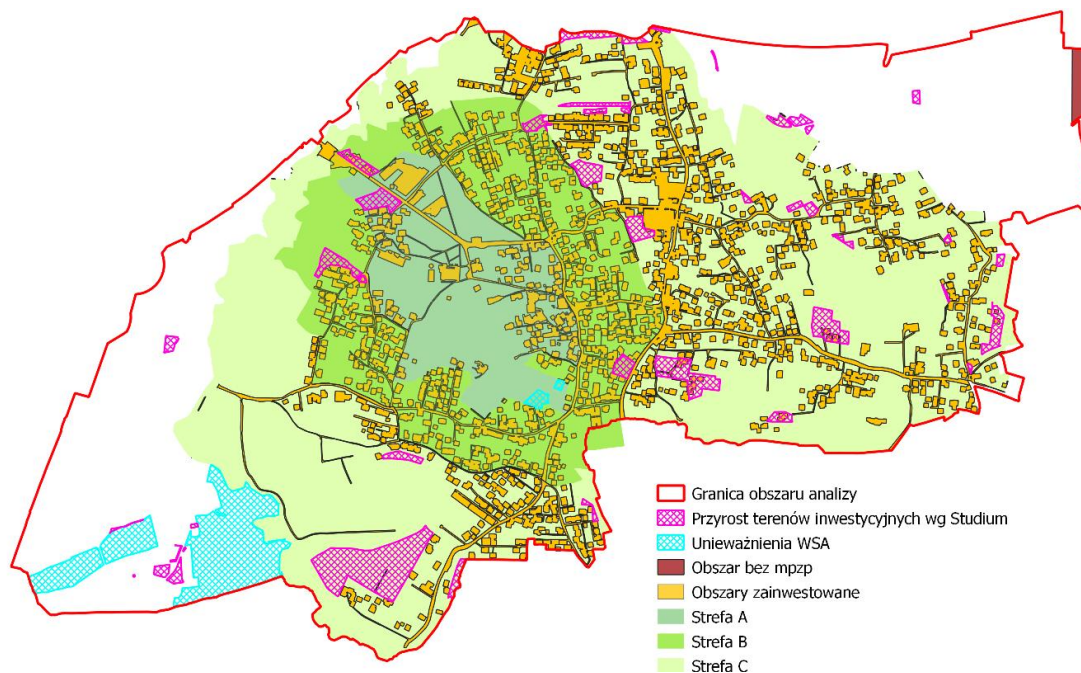 Granica obszaru analizy
Przyrost terenów inwestycyjnych wg Studium
Unieważnienia WSA
Obszar bez mpzp
Obszary zainwestowane
Strefa A
Strefa B
Strefa C